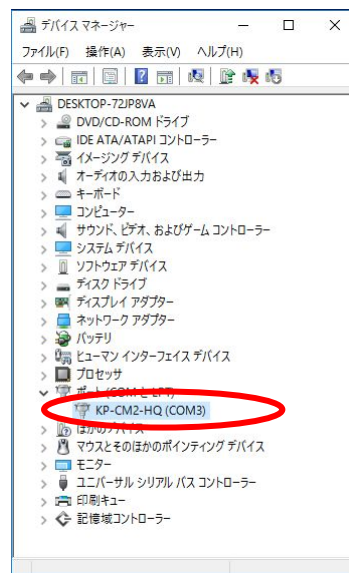 デバイス マネージャー
ファイル(F) 操作(A) 表示(V) ヘルプ(H)
DESKTOP-72JP8VA
DVD/CD-ROM ドライブ
IDE ATA/ATAPI コントローラー
イメージング デバイス
オーディオの入力および出力
キーボード
コンピューター
サウンド、ビデオ、およびゲーム コントローラー
システム デバイス
ソフトウェア デバイス
ディスク ドライブ
ディスプレイ アダプター
ネットワーク アダプター
バッテリ
ヒューマン インターフェイス デバイス
プロセッサ
ポート (COM と LPT)
KP-CM2-HQ (COM3)
ほかのデバイス
マウスとそのほかのポインティング デバイス
モニター
ユニバーサル シリアル バス コントローラー
印刷キュー
記憶域コントローラー